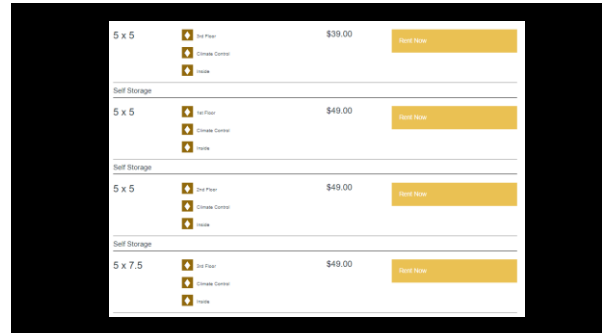 5 x 5
3rd Floor
$39.00
Rent Now
Climate Control
Inside
Self Storage
5 x 5
1st Floor
$49.00
Rent Now
Climate Control
Inside
Self Storage
5 x 5
2nd Floor
$49.00
Rent Now
Climate Control
Inside
Self Storage
5 x 7.5
Floor
$49.00
Rent Now
Climate Control
Inside